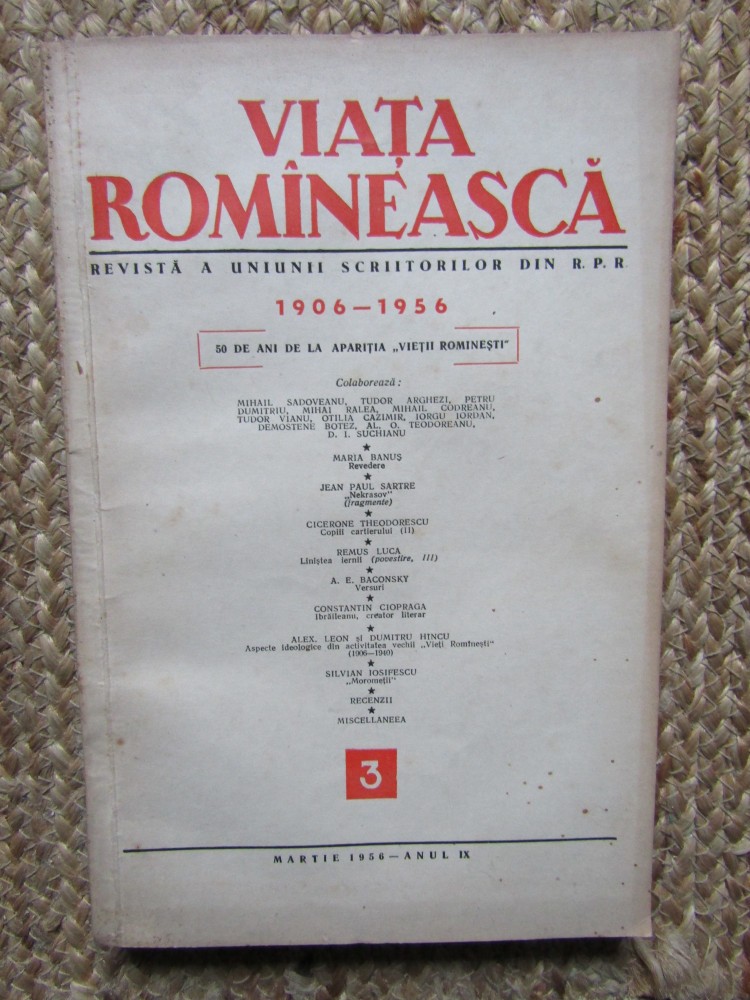 VIAȚA
ROMÎNEASCĂ
REVISTĂ A UNIUNII SCRIITORILOR DIN R. P. R.
1906—1956
50 DE ANI DE LA APARIȚIA „VIEȚII ROMINEȘTI"
Colaborează :
MIHAIL SADOVEANU, TUDOR ARGHEZI, PETRU
DUMITRIU, MIHAI RALEA, MIHAIL CODREANU,
TUDOR VIANU, OTILIA CAZIMIR, IORGU IORDAN,
DEMOSTENE BOTEZ, AL. O. TEODOREANU,
D. I. SUCHIANU
★
MARIA BANUȘ
Revedere
★
JEAN PAUL SARTRE
„Nekrasov"
(fragmente)
★
CICERONE THEODORESCU
Copiii cartierului (II)
★
REMUS LUCA
Liniștea iernii (povestire, III)
★
A. E. BACONSKY
Versuri
★
CONSTANTIN CIOPRAGA
Ibrăileanu, creator literar
★
ALEX. LEON și DUMITRU HINCU
Aspecte ideologice din activitatea vechii „Vieți Romînești"
(1906—1940)
★
SILVIAN IOSIFESCU
„Moromeții"
★
RECENZII
★
MISCELLANEEA
3
MARTIE 1956 — ANUL IX